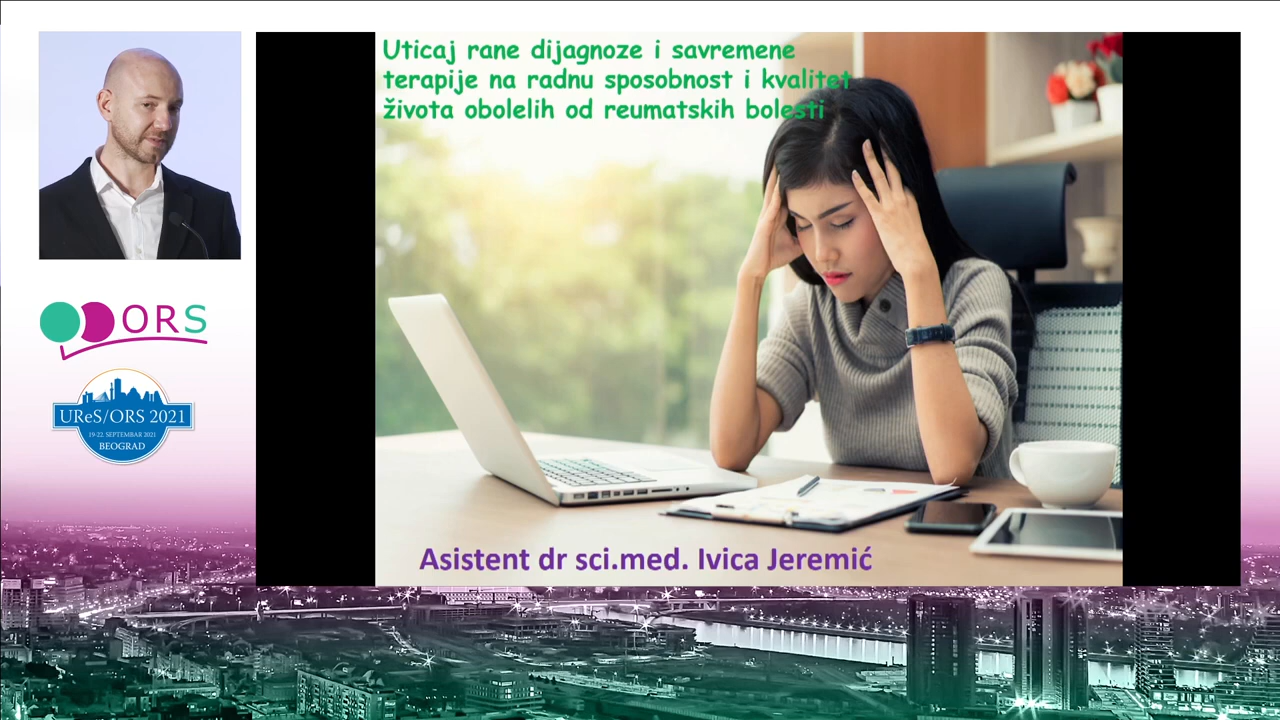 Uticaj rane dijagnoze i savremene
terapije na radnu sposobnost i kvalitet
života obolelih od reumatskih bolesti
ORS
UReS/ORS 2021
19-22. SEPTEMBAR 2021
BEOGRAD
Asistent dr sci.med. Ivica Jeremić